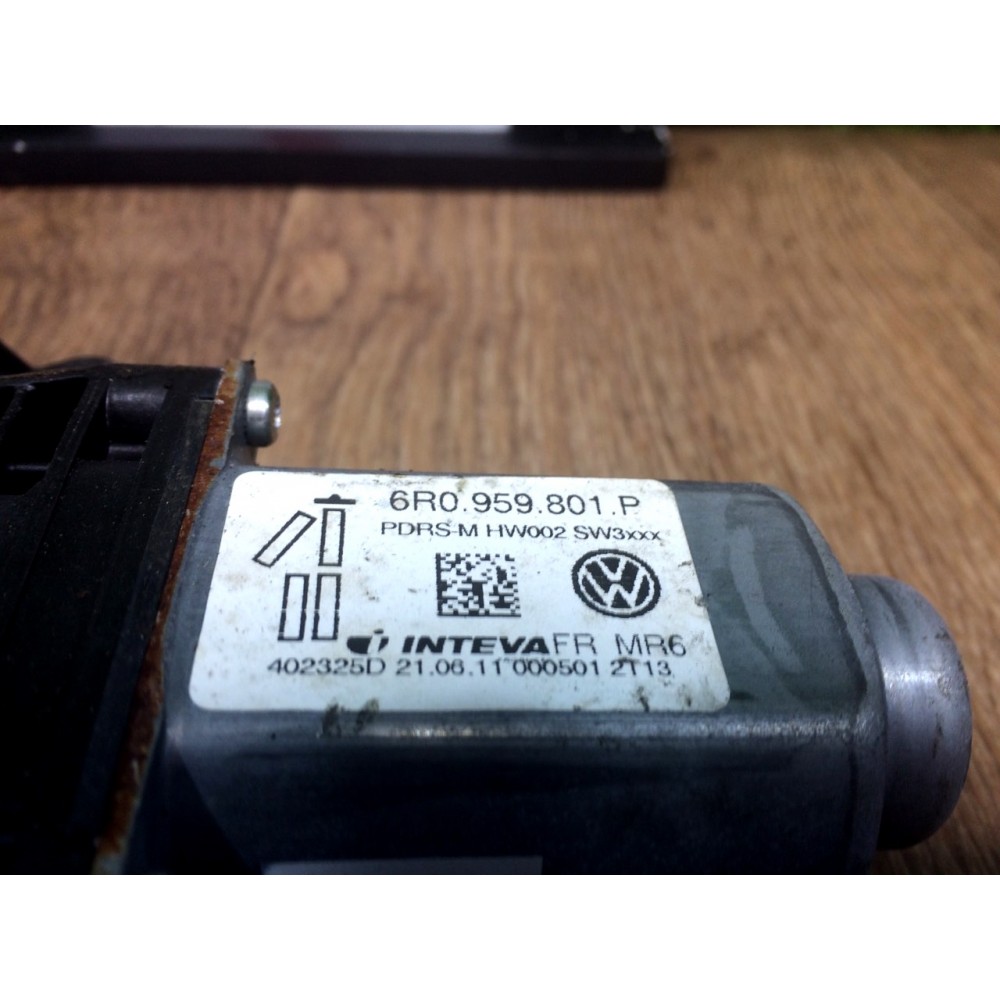 6R0.959.801.P
PDRS-M HW002 SW3xxx
INTEVA FR MR6
402325D 21.06.11 000501 2T13